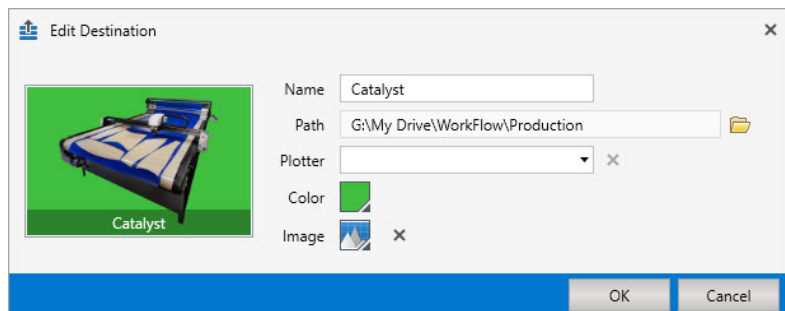 Edit Destination
Name Catalyst
Path G:\My Drive\WorkFlow\Production
Plotter
Color
Catalyst
Image
OK Cancel